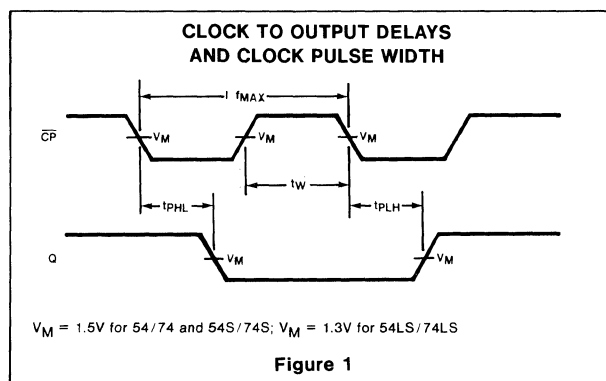 CLOCK TO OUTPUT DELAYS
AND CLOCK PULSE WIDTH
I fMAX
CP VM VM VM
tW
tPHL tPLH
Q VM VM
VM = 1.5V for 54/74 and 54S/74S; VM = 1.3V for 54LS/74LS
Figure 1